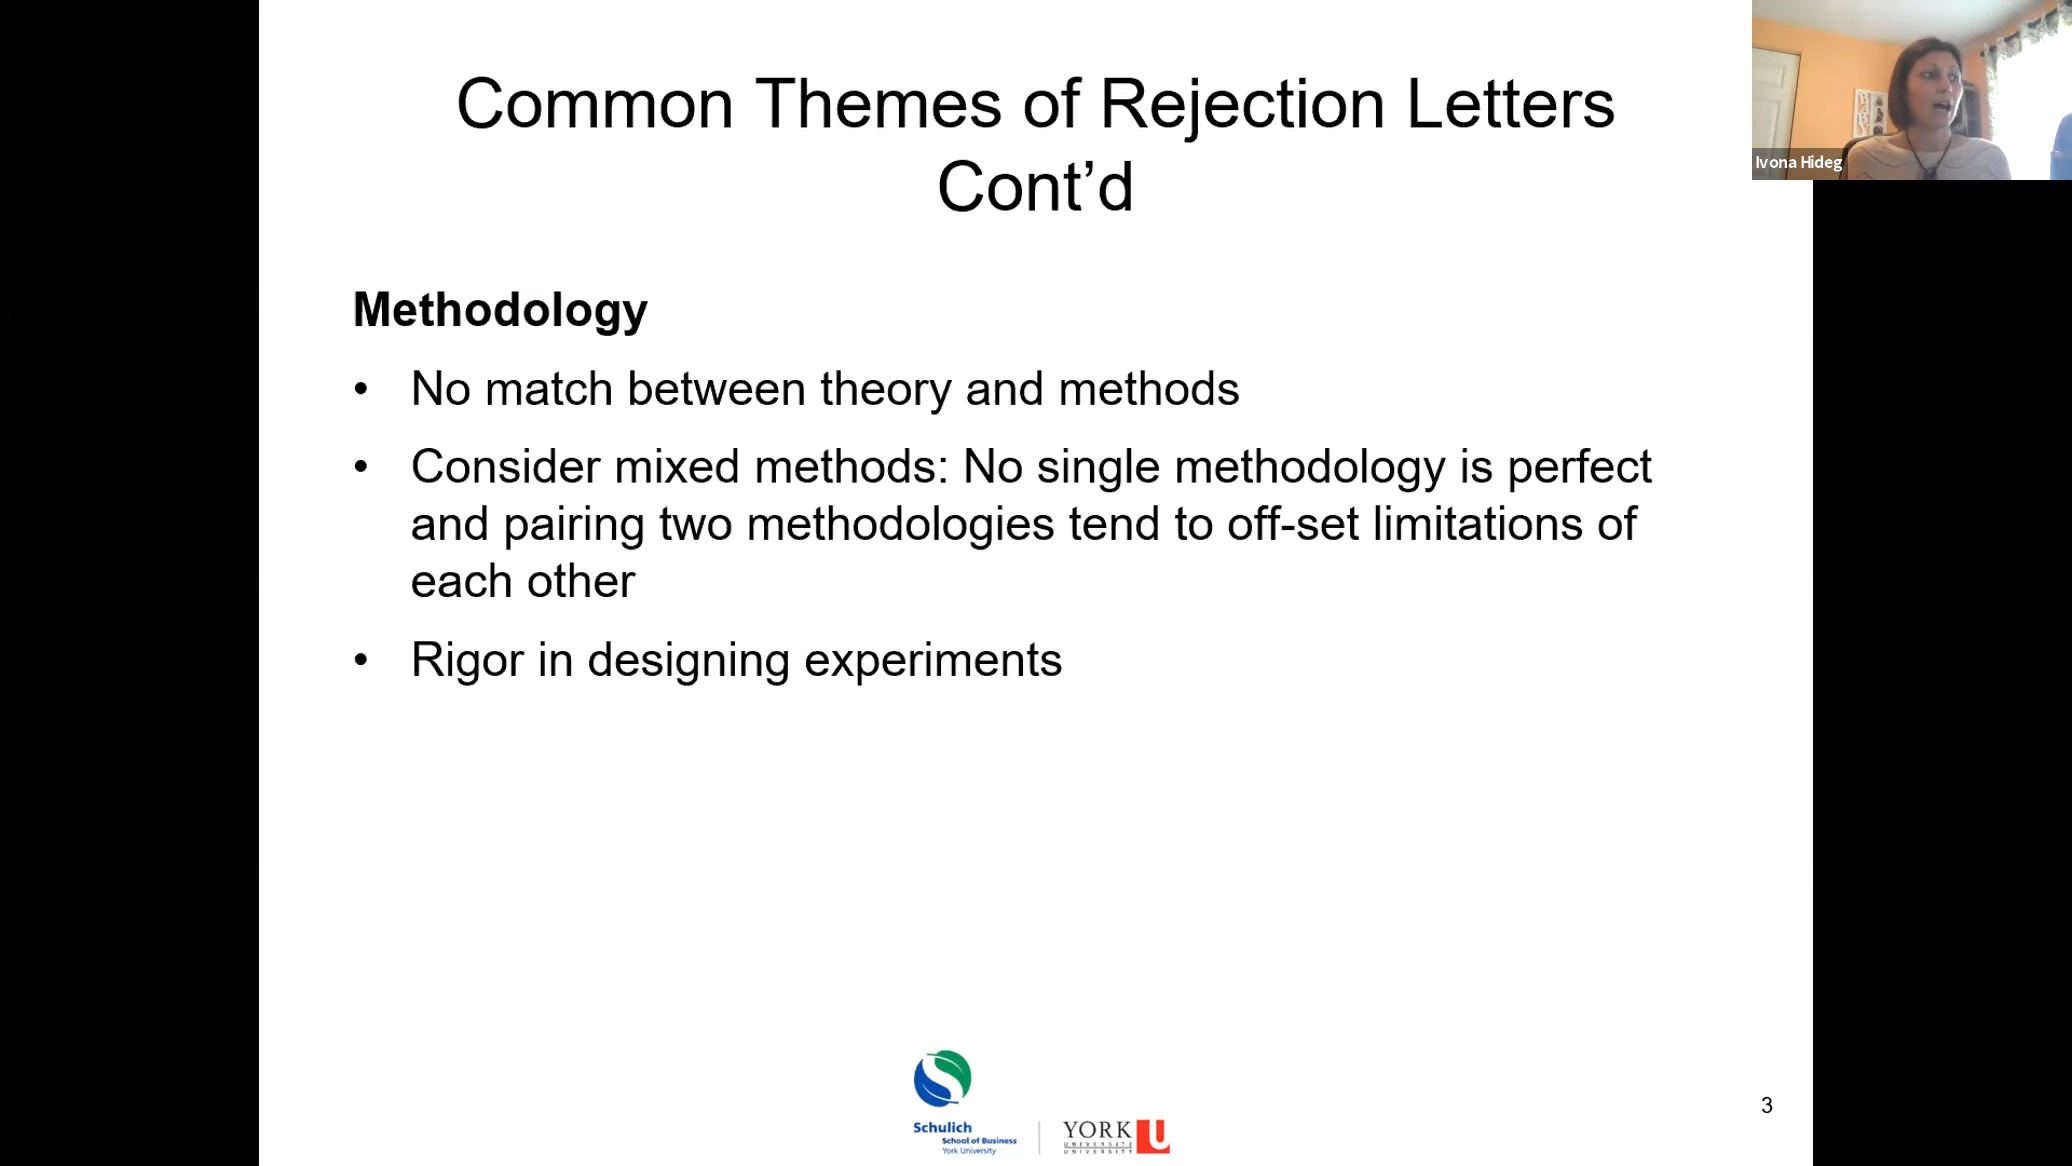 Common Themes of Rejection Letters
Cont’d
Ivona Hideg
Methodology
• No match between theory and methods
• Consider mixed methods: No single methodology is perfect
and pairing two methodologies tend to off-set limitations of
each other
• Rigor in designing experiments
Schulich
School of Business
York University
YORK U
UNIVERSITÉ
UNIVERSITY
3